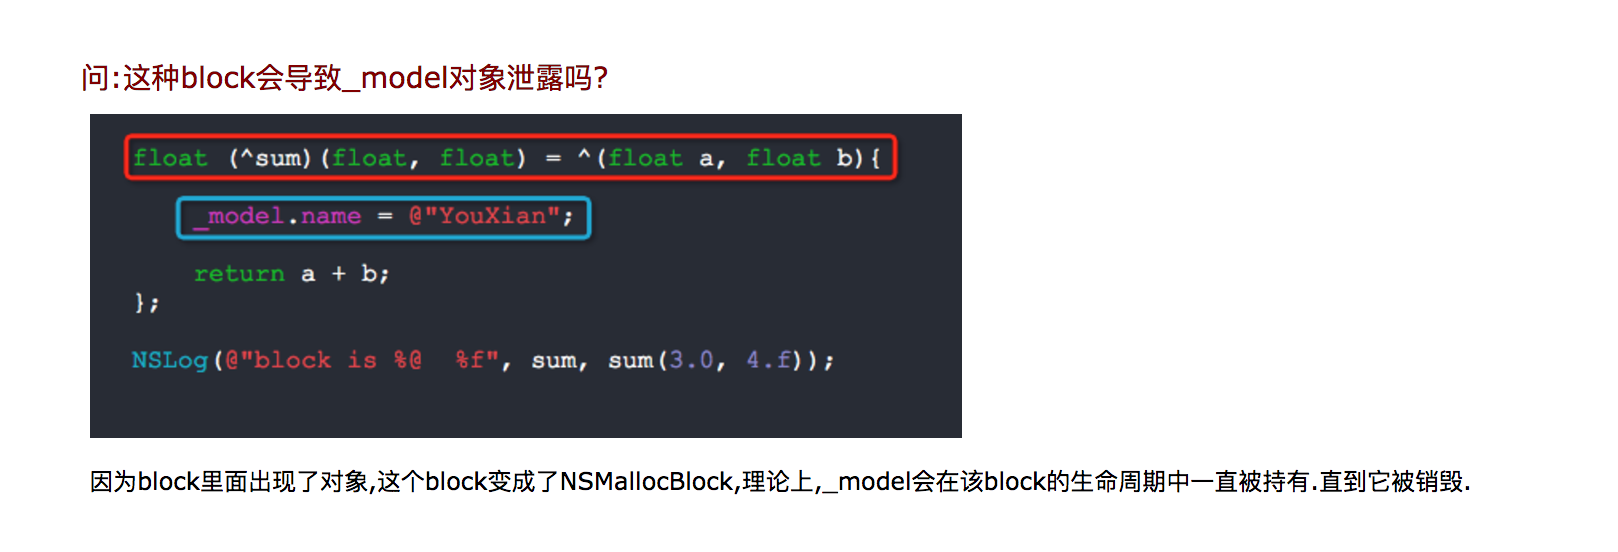 问:这种block会导致_model对象泄露吗?
float (^sum)(float, float) = ^(float a, float b){
_model.name = @"YouXian";
return a + b;
};
NSLog(@"block is %@  %f", sum, sum(3.0, 4.f));
因为block里面出现了对象,这个block变成了NSMallocBlock,理论上,_model会在该block的生命周期中一直被持有.直到它被销毁.